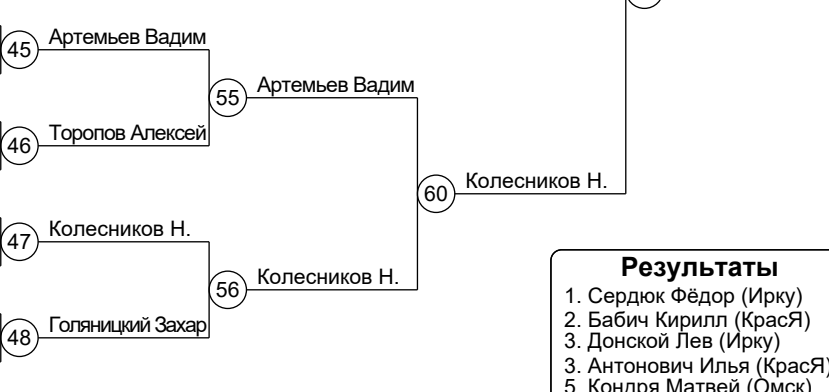 45 Артемьев Вадим
55 Артемьев Вадим
46 Торопов Алексей
60 Колесников Н.
47 Колесников Н.
56 Колесников Н.
48 Голяницкий Захар
Результаты
1. Сердюк Фёдор (Ирку)
2. Бабич Кирилл (КрасЯ)
3. Донской Лев (Ирку)
3. Антонович Илья (КрасЯ)
5. Кондря Матвей (Омск)